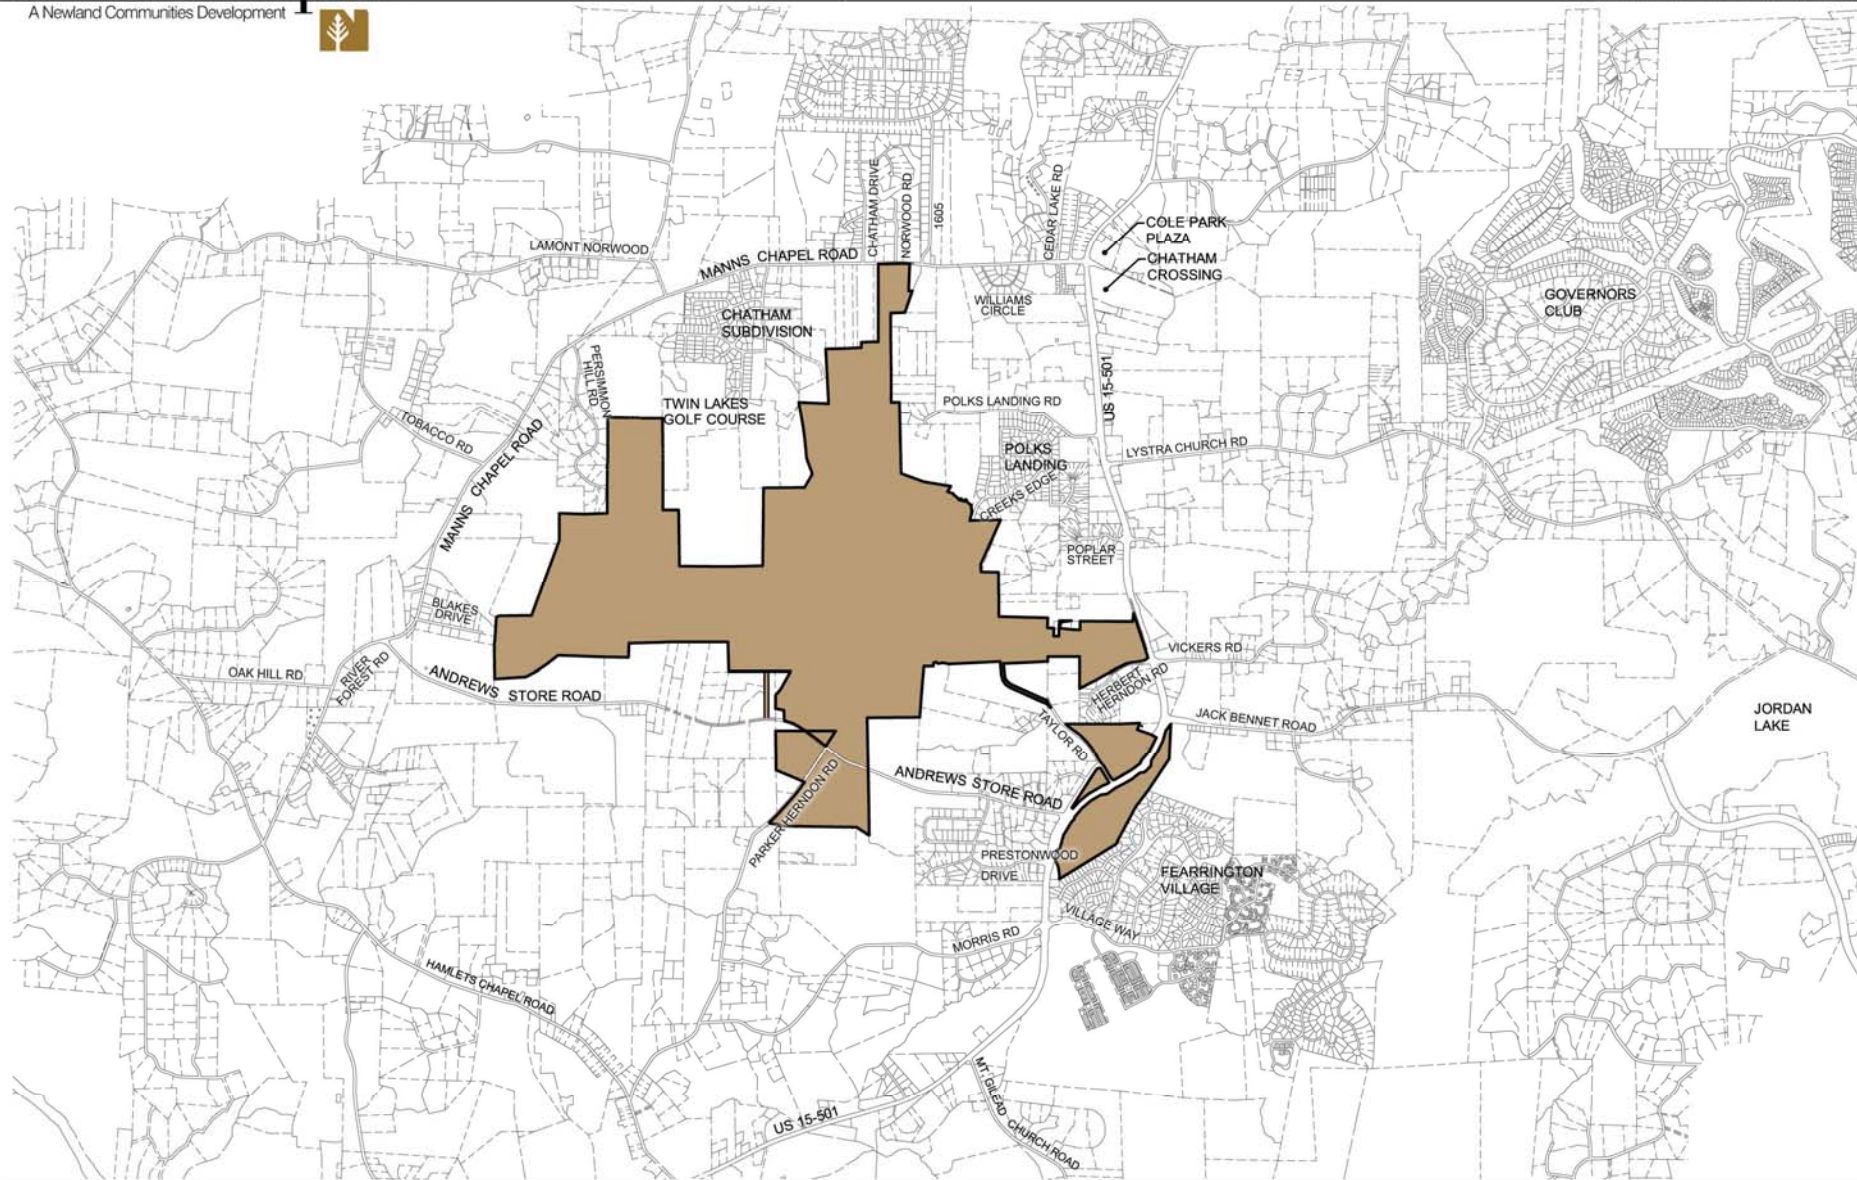 A Newland Communities Development
CHATHAM DRIVE
NORWOOD RD
1605
CEDAR LAKE RD
COLE PARK
PLAZA
CHATHAM
CROSSING
LAMONT NORWOOD
MANNS CHAPEL ROAD
WILLIAMS
CIRCLE
GOVERNORS
CLUB
CHATHAM
SUBDIVISION
PERSIMMON
HILL RD
US 15-501
TWIN LAKES
GOLF COURSE
POLKS LANDING RD
TOBACCO RD
MANNS CHAPEL ROAD
POLKS
LANDING
LYSTRA CHURCH RD
CREEKS EDGE
POPLAR
STREET
BLAKES
DRIVE
VICKERS RD
OAK HILL RD
RIVER
FOREST RD
ANDREWS STORE ROAD
HERBERT
HERNDON RD
JACK BENNET ROAD
JORDAN
LAKE
TAYLOR RD
ANDREWS STORE ROAD
PARKER HERNDON RD
PRESTONWOOD
DRIVE
FEARRINGTON
VILLAGE
VILLAGE WAY
MORRIS RD
HAMLETS CHAPEL ROAD
MT. GILEAD CHURCH ROAD
US 15-501